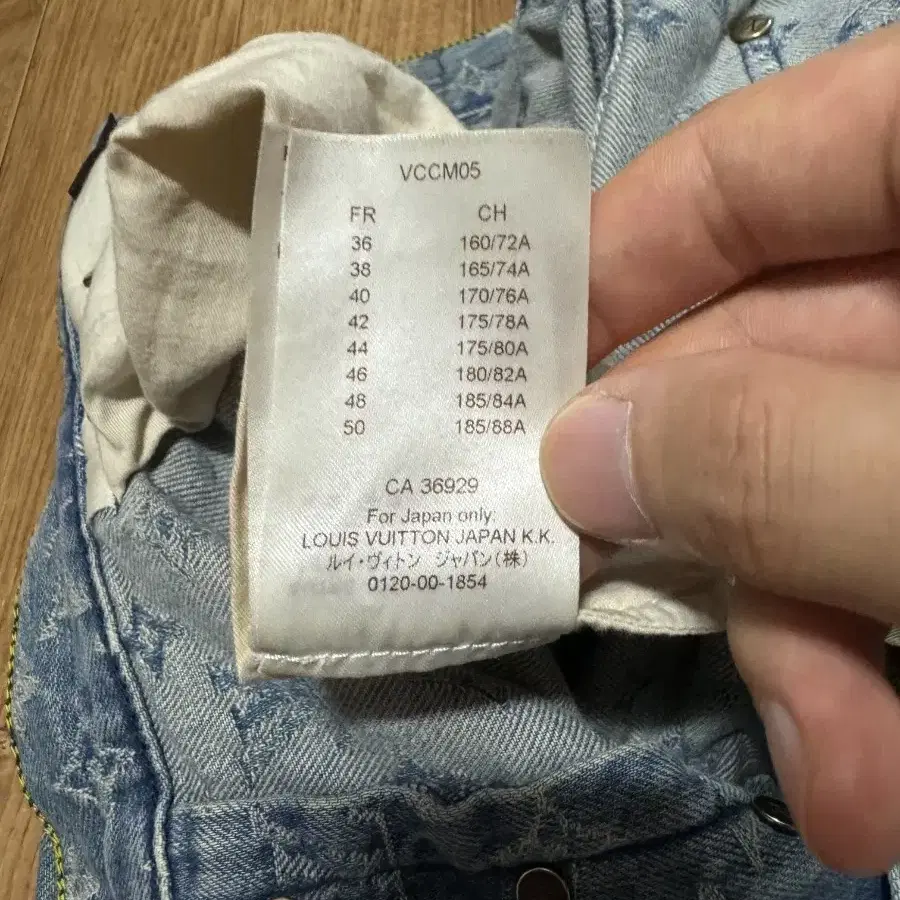 VCCM05
FR CH
36 160/72A
38 165/74A
40 170/76A
42 175/78A
44 175/80A
46 180/82A
48 185/84A
50 185/88A
CA 36929
For Japan only:
LOUIS VUITTON JAPAN K.K.
ルイ・ヴィトン ジャパン(株)
0120-00-1854